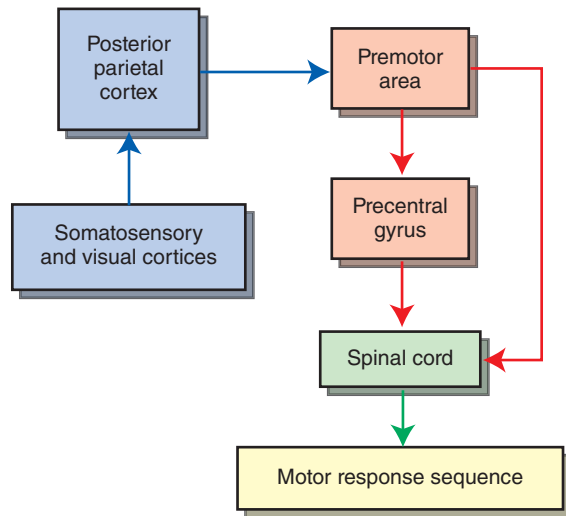 Posterior
parietal
cortex
Premotor
area
Somatosensory
and visual cortices
Precentral
gyrus
Spinal cord
Motor response sequence